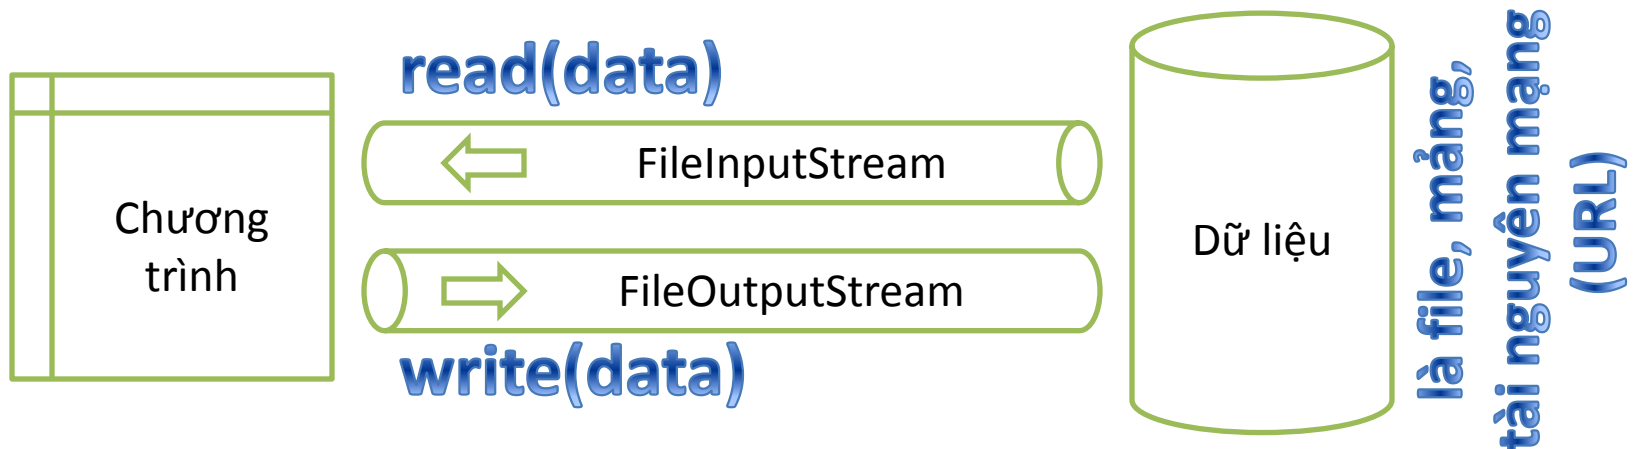 read(data)
FileInputStream
Chương
trình
FileOutputStream
write(data)
Dữ liệu
là file, mảng,
tài nguyên mạng
(URL)